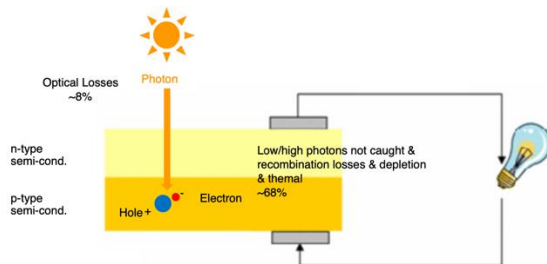 Optical Losses
~8%
Photon
n-type
semi-cond.
Low/high photons not caught &
recombination losses & depletion
& themal
~68%
p-type
semi-cond.
Electron
-
Hole+